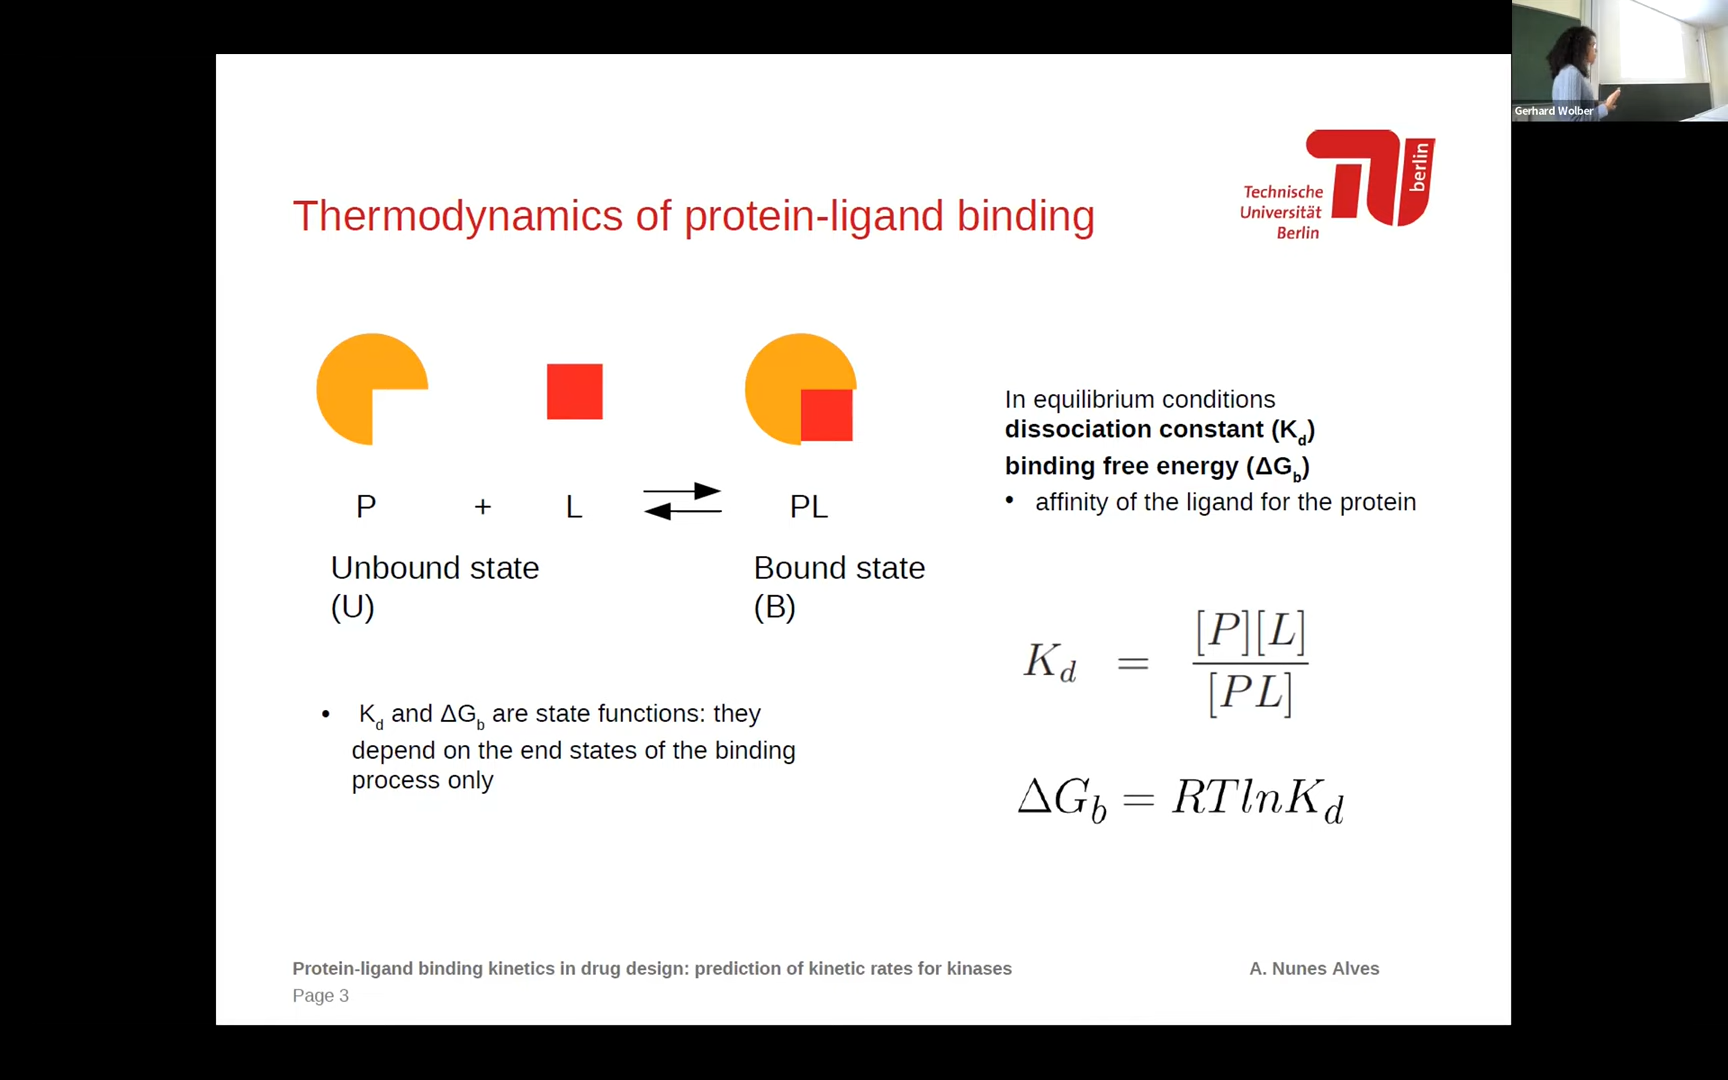 Gerhard Wolber
berlin
Technische
Universität
Berlin
Thermodynamics of protein-ligand binding
P + L PL
Unbound state
(U)
Bound state
(B)
In equilibrium conditions
dissociation constant (Kd)
binding free energy (ΔGb)
• affinity of the ligand for the protein
Kd = [P][L] / [PL]
ΔGb = RTlnKd
• Kd and ΔGb are state functions: they
depend on the end states of the binding
process only
Protein-ligand binding kinetics in drug design: prediction of kinetic rates for kinases
A. Nunes Alves
Page 3